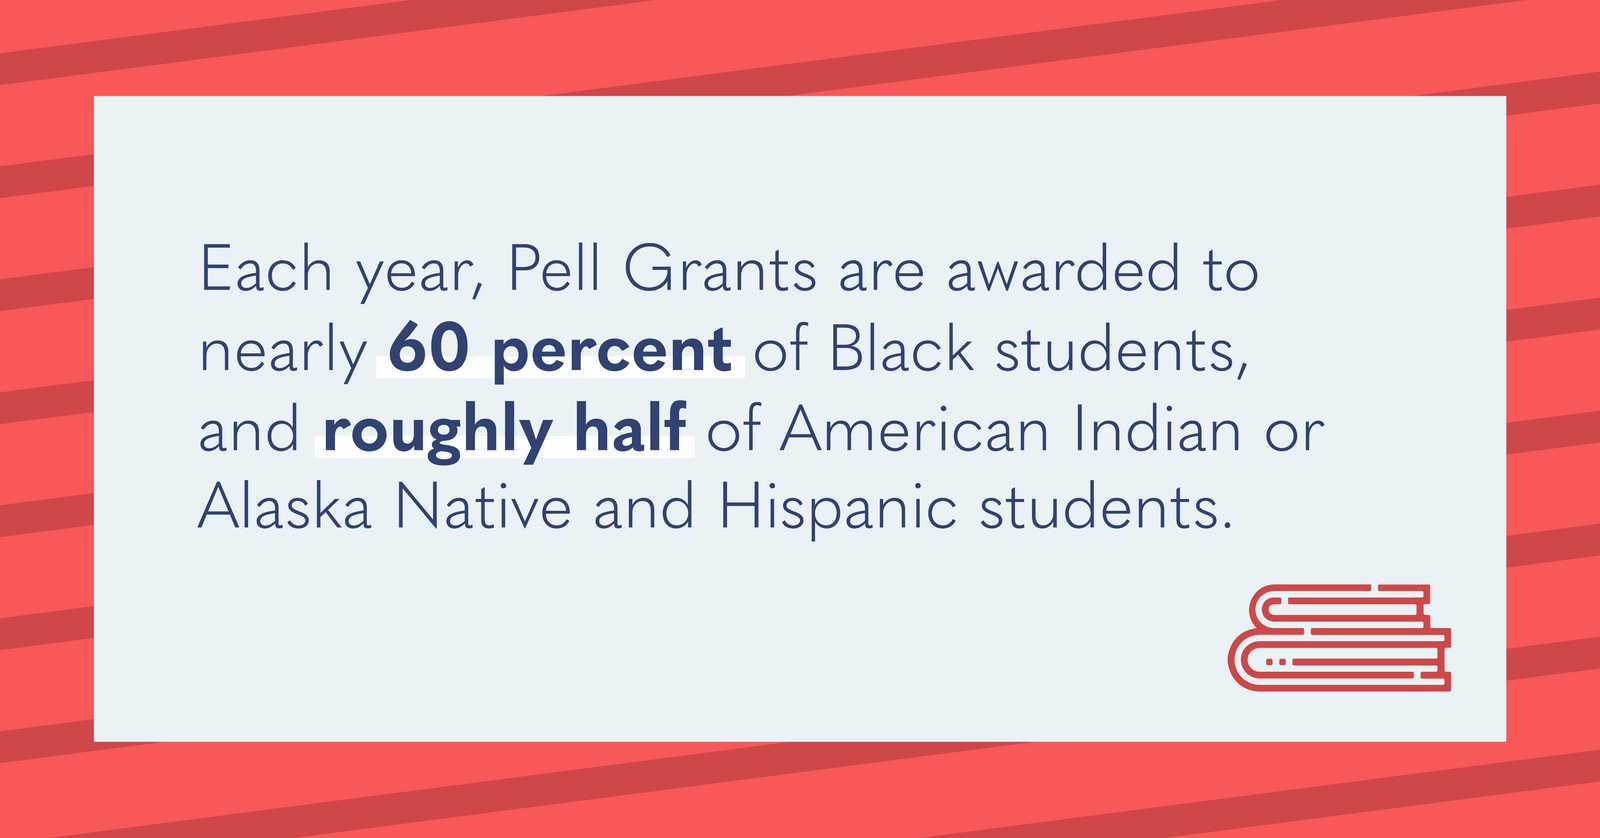 Each year, Pell Grants are awarded to
nearly 60 percent of Black students,
and roughly half of American Indian or
Alaska Native and Hispanic students.